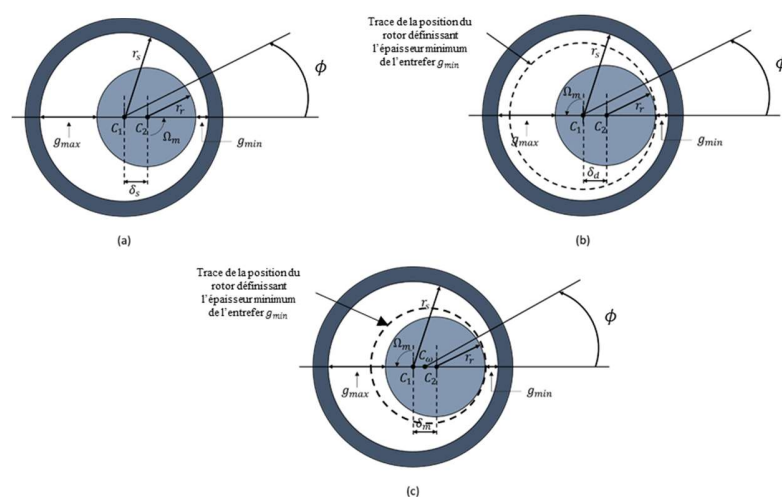 ϕ
r_s
r_r
C_1
C_2
Ω_m
g_max
g_min
δ_s
(a)
Trace de la position du
rotor définissant
l'épaisseur minimum
de l'entrefer g_min
ϕ
r_s
Ω_m
r_r
C_1
C_2
g_max
g_min
δ_d
(b)
Trace de la position du
rotor définissant
l'épaisseur minimum
de l'entrefer g_min
ϕ
r_s
Ω_m
C_ω
r_r
C_1
C_2
g_max
g_min
δ_m
(c)